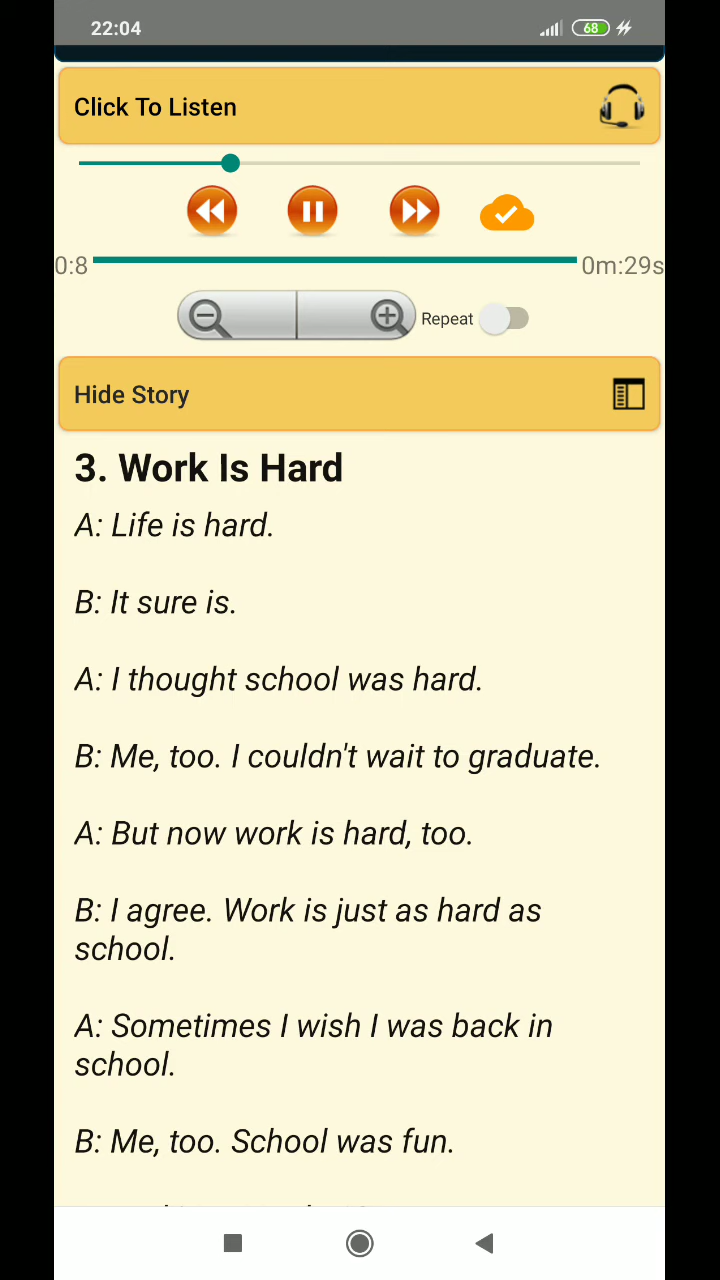 22:04
68
Click To Listen
0:8
0m:29s
Repeat
Hide Story
3. Work Is Hard
A: Life is hard.
B: It sure is.
A: I thought school was hard.
B: Me, too. I couldn't wait to graduate.
A: But now work is hard, too.
B: I agree. Work is just as hard as
school.
A: Sometimes I wish I was back in
school.
B: Me, too. School was fun.